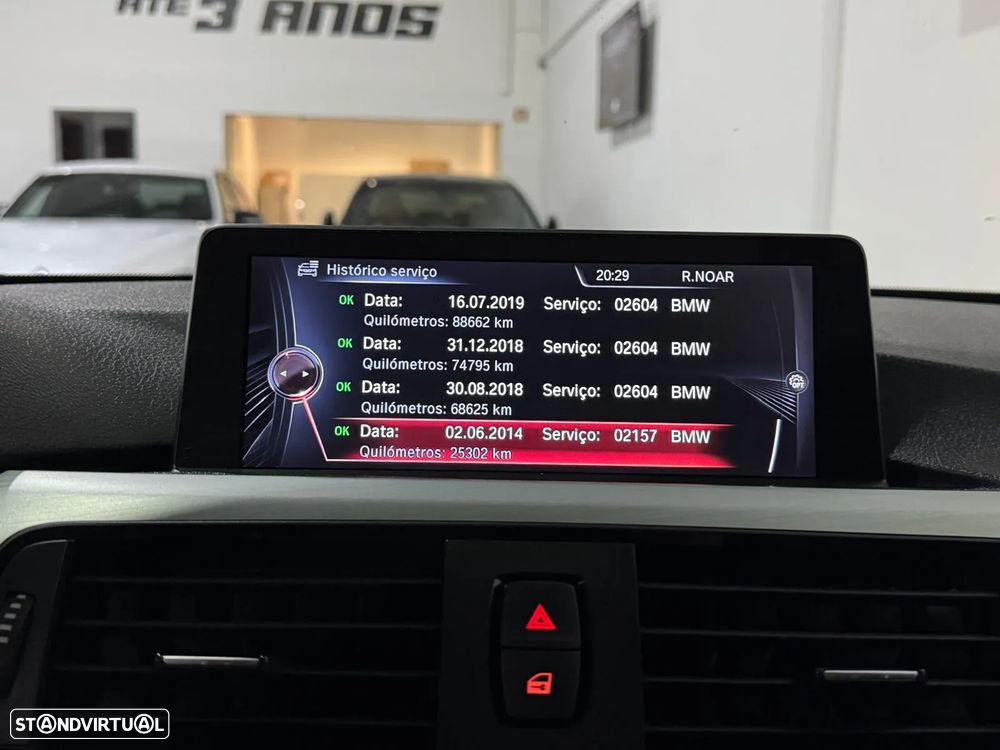 ATÉ 3 ANOS
Histórico serviço 20:29 R.NOAR
OK Data: 16.07.2019 Serviço: 02604 BMW
Quilómetros: 88662 km
OK Data: 31.12.2018 Serviço: 02604 BMW
Quilómetros: 74795 km
OK Data: 30.08.2018 Serviço: 02604 BMW
Quilómetros: 68625 km
OK Data: 02.06.2014 Serviço: 02157 BMW
Quilómetros: 25302 km
OPT
STANDVIRTUAL